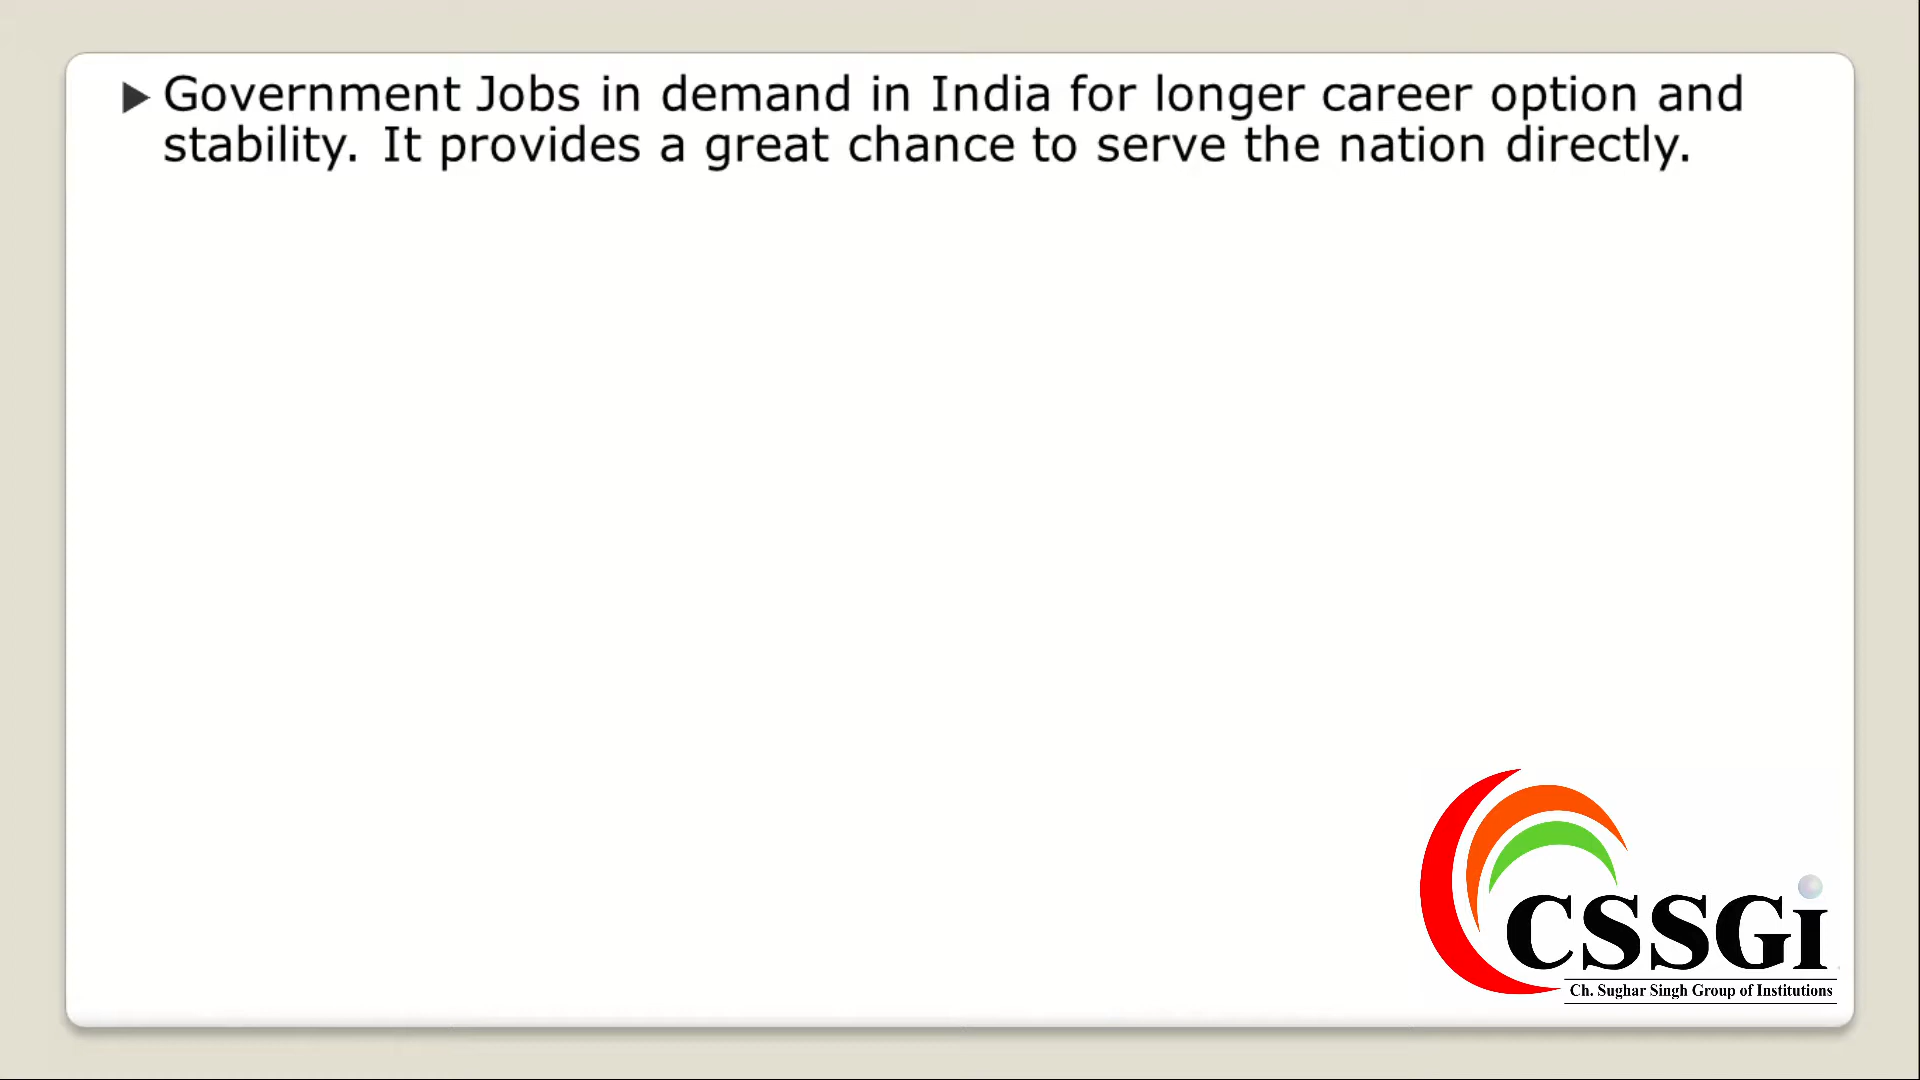 Government Jobs in demand in India for longer career option and
stability. It provides a great chance to serve the nation directly.
CSSGi
Ch. Sughar Singh Group of Institutions